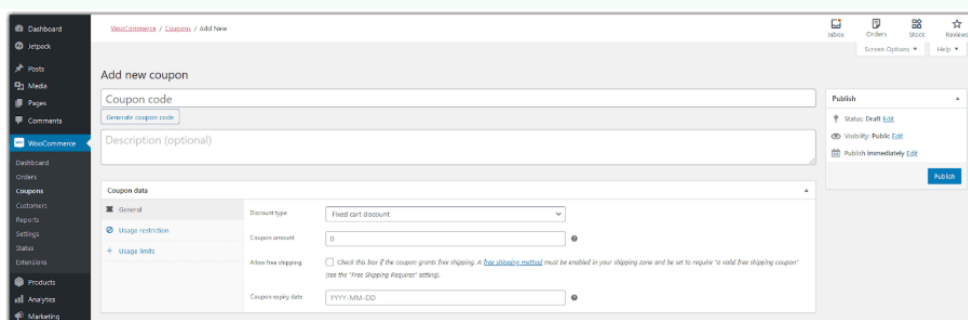 Dashboard
Jetpack
Posts
Media
Pages
Comments
WooCommerce
Dashboard
Orders
Coupons
Customers
Reports
Settings
Status
Extensions
Products
Analytics
Marketing
WooCommerce / Coupons / Add New
Inbox
Orders
Stock
Reviews
Screen Options ▼
Help ▼
Add new coupon
Coupon code
Generate coupon code
Description (optional)
Coupon data
General
Usage restriction
Usage limits
Discount type
Fixed cart discount
Coupon amount
0
Allow free shipping
Check this box if the coupon grants free shipping. A free shipping method must be enabled in your shipping zone and be set to require "a valid free shipping coupon"
(see the "Free Shipping Requires" setting).
Coupon expiry date
YYYY-MM-DD
Publish
Status: Draft Edit
Visibility: Public Edit
Publish immediately Edit
Publish